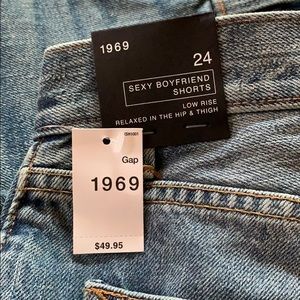 1969
24
SEXY BOYFRIEND
SHORTS
LOW RISE
RELAXED IN THE HIP & THIGH
Gap
1969
$49.95